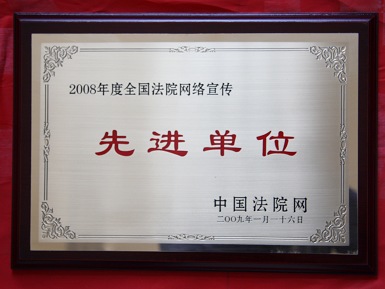 2008年度全国法院网络宣传
先进单位
中国法院网
二〇〇九年一月一十六日